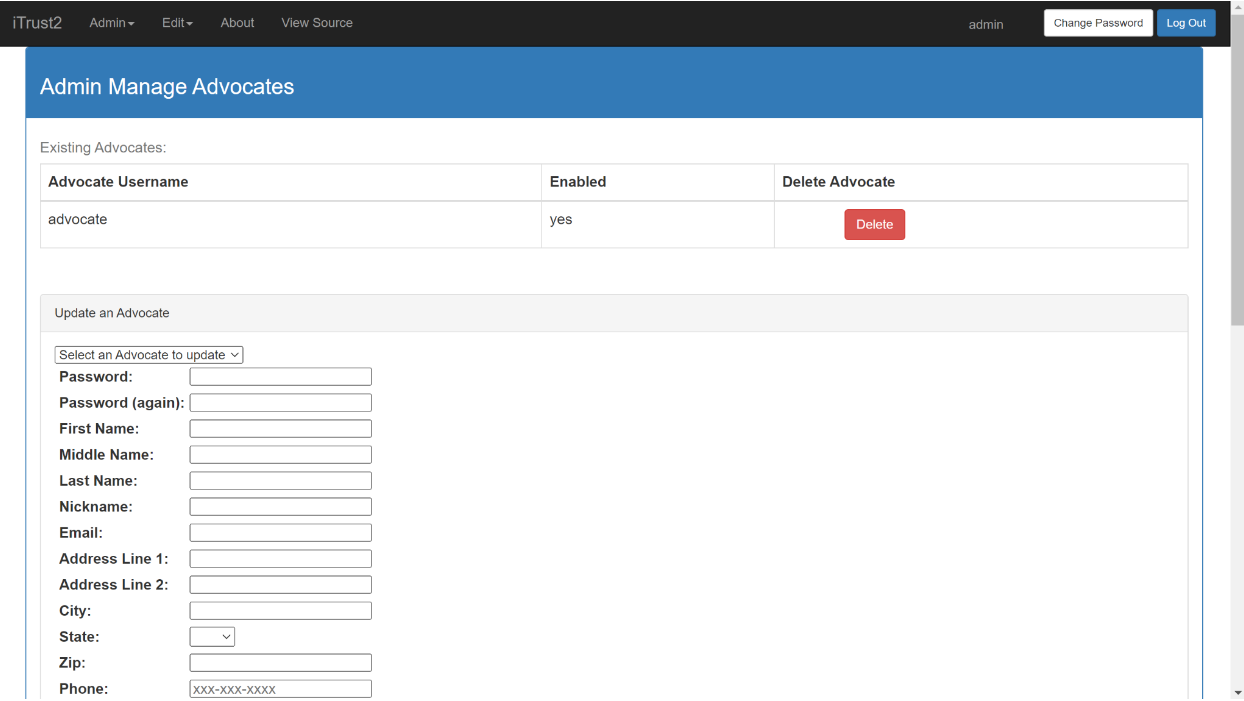 iTrust2 Admin Edit About View Source admin Change Password Log Out
Admin Manage Advocates
Existing Advocates:
Advocate Username Enabled Delete Advocate
advocate yes Delete
Update an Advocate
Select an Advocate to update
Password:
Password (again):
First Name:
Middle Name:
Last Name:
Nickname:
Email:
Address Line 1:
Address Line 2:
City:
State:
Zip:
Phone: xxx-xxx-xxxx